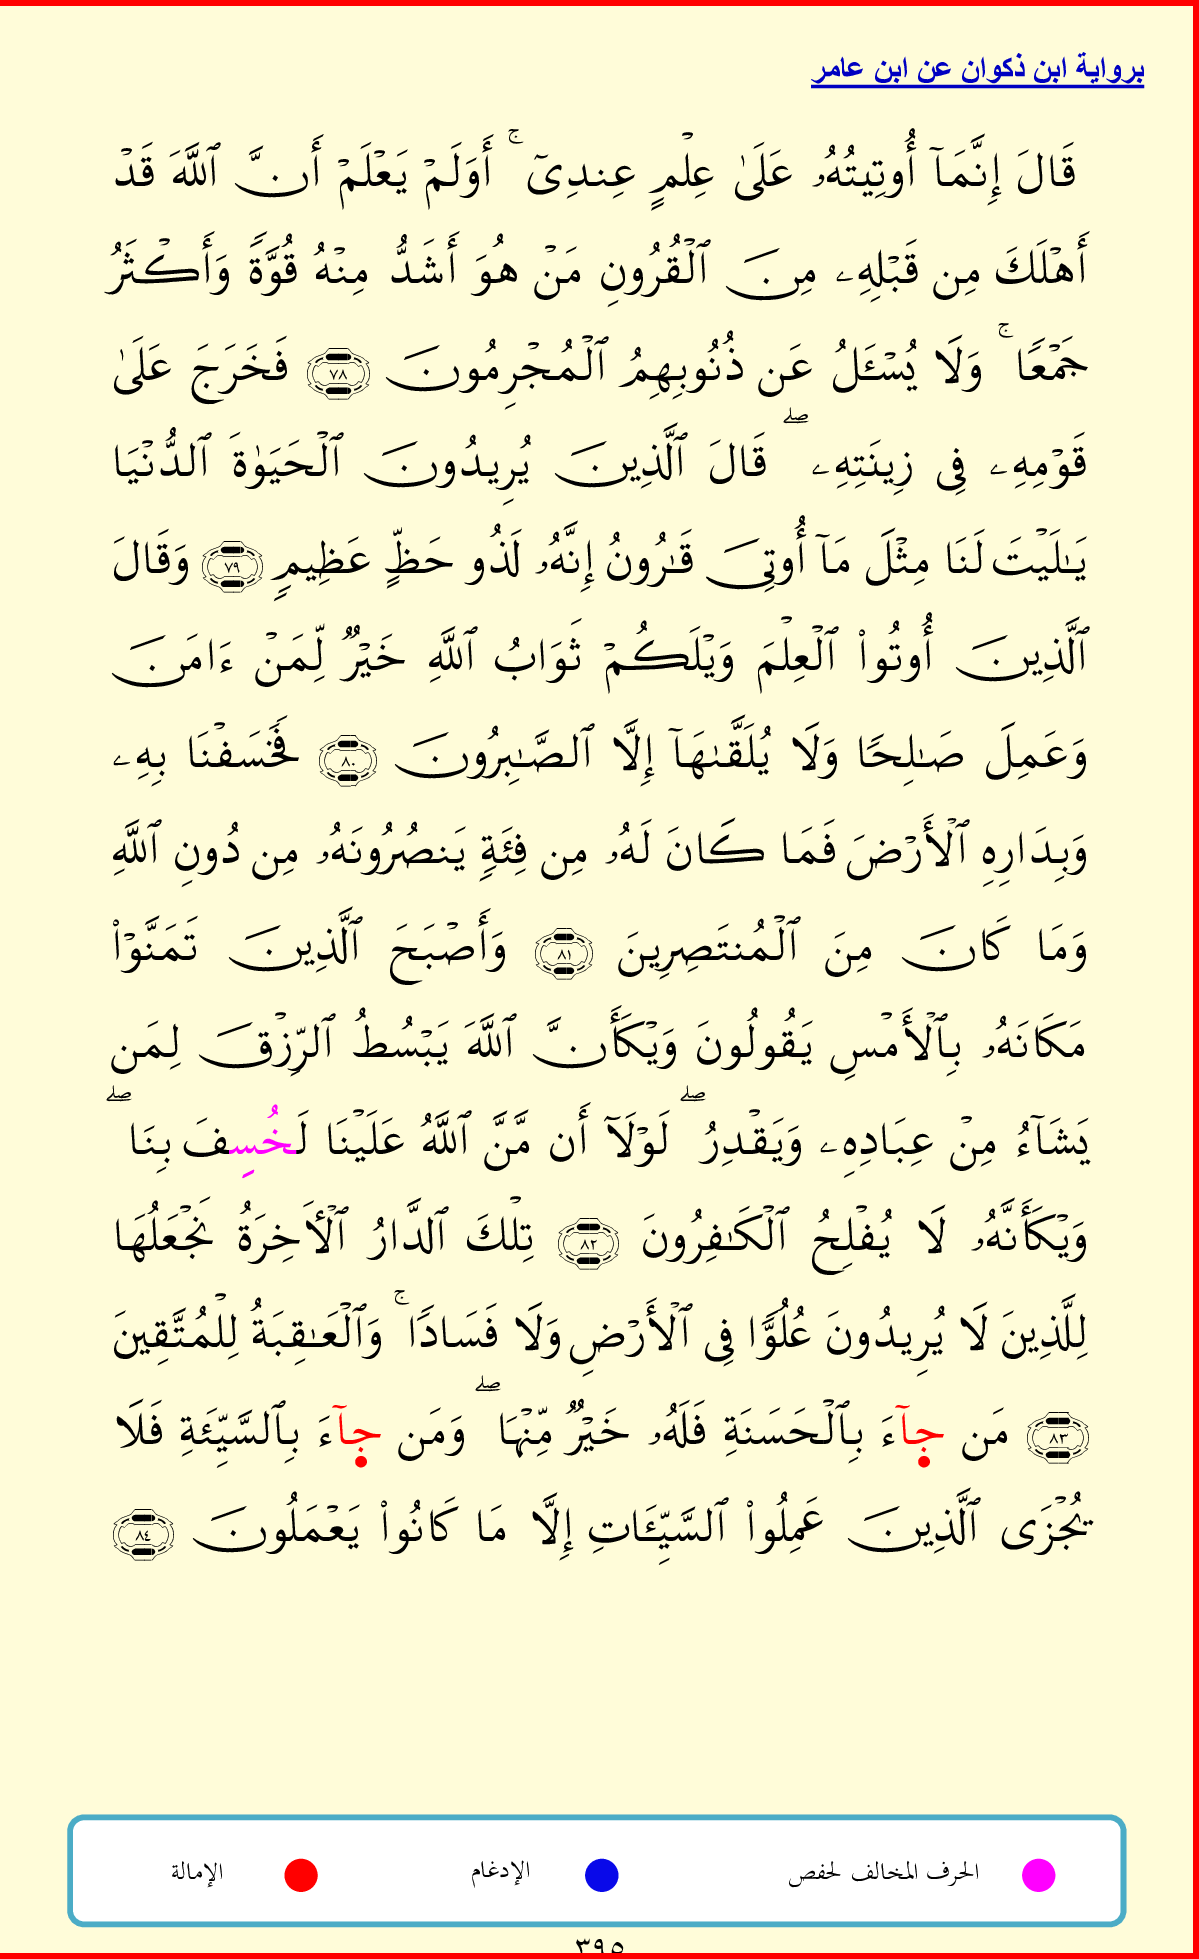 برواية ابن ذكوان عن ابن عامر
قَالَ إِنَّمَآ أُوتِيتُهُۥ عَلَىٰ عِلْمٍ عِندِىٓ ۚ أَوَلَمْ يَعْلَمْ أَنَّ ٱللَّهَ قَدْ
أَهْلَكَ مِن قَبْلِهِۦ مِنَ ٱلْقُرُونِ مَنْ هُوَ أَشَدُّ مِنْهُ قُوَّةً وَأَكْثَرُ
جَمْعًا ۚ وَلَا يُسْـَٔلُ عَن ذُنُوبِهِمُ ٱلْمُجْرِمُونَ ٧٨ فَخَرَجَ عَلَىٰ
قَوْمِهِۦ فِى زِينَتِهِۦ ۖ قَالَ ٱلَّذِينَ يُرِيدُونَ ٱلْحَيَوٰةَ ٱلدُّنْيَا
يَـٰلَيْتَ لَنَا مِثْلَ مَآ أُوتِىَ قَـٰرُونُ إِنَّهُۥ لَذُو حَظٍّ عَظِيمٍ ٧٩ وَقَالَ
ٱلَّذِينَ أُوتُوا۟ ٱلْعِلْمَ وَيْلَكُمْ ثَوَابُ ٱللَّهِ خَيْرٌ لِّمَنْ ءَامَنَ
وَعَمِلَ صَـٰلِحًا وَلَا يُلَقَّىٰهَآ إِلَّا ٱلصَّـٰبِرُونَ ٨٠ فَخَسَفْنَا بِهِۦ
وَبِدَارِهِ ٱلْأَرْضَ فَمَا كَانَ لَهُۥ مِن فِئَةٍ يَنصُرُونَهُۥ مِن دُونِ ٱللَّهِ
وَمَا كَانَ مِنَ ٱلْمُنتَصِرِينَ ٨١ وَأَصْبَحَ ٱلَّذِينَ تَمَنَّوْا۟
مَكَانَهُۥ بِٱلْأَمْسِ يَقُولُونَ وَيْكَأَنَّ ٱللَّهَ يَبْسُطُ ٱلرِّزْقَ لِمَن
يَشَآءُ مِنْ عِبَادِهِۦ وَيَقْدِرُ ۖ لَوْلَآ أَن مَّنَّ ٱللَّهُ عَلَيْنَا لَخُسِفَ بِنَا ۖ
وَيْكَأَنَّهُۥ لَا يُفْلِحُ ٱلْكَـٰفِرُونَ ٨٢ تِلْكَ ٱلدَّارُ ٱلْأَخِرَةُ نَجْعَلُهَا
لِلَّذِينَ لَا يُرِيدُونَ عُلُوًّا فِى ٱلْأَرْضِ وَلَا فَسَادًا ۚ وَٱلْعَـٰقِبَةُ لِلْمُتَّقِينَ
٨٣ مَن جَآءَ بِٱلْحَسَنَةِ فَلَهُۥ خَيْرٌ مِّنْهَا ۖ وَمَن جَآءَ بِٱلسَّيِّئَةِ فَلَا
يُجْزَى ٱلَّذِينَ عَمِلُوا۟ ٱلسَّيِّـَٔاتِ إِلَّا مَا كَانُوا۟ يَعْمَلُونَ ٨٤
الحرف المخالف لحفص الإدغام الإمالة
٣٩٥